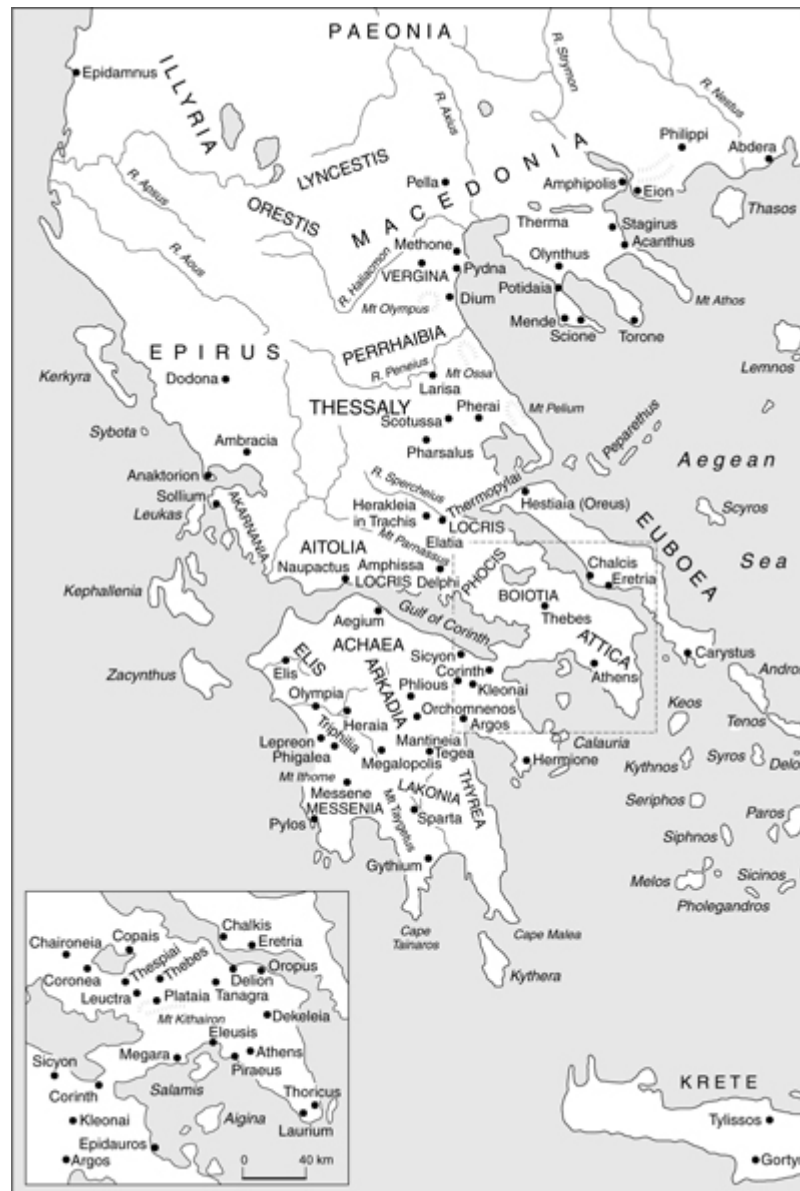 PAEONIA
Epidamnus
ILLYRIA
R. Strymon
R. Nestus
R. Axius
Philippi
Abdera
LYNCESTIS
R. Apsus
Pella
MACEDONIA
Amphipolis
Eion
ORESTIS
Thasos
Therma
Stagirus
R. Aous
Methone
Acanthus
R. Haliacmon
VERGINA
Pydna
Olynthus
Potidaia
Mt Olympus
Dium
Mt Athos
Mende
Scione
Torone
PERRHAIBIA
EPIRUS
R. Peneius
Mt Ossa
Lemnos
Kerkyra
Dodona
Larisa
THESSALY
Pherai
Mt Pelium
Scotussa
Peparethus
Sybota
Ambracia
Pharsalus
Aegean
Anaktorion
R. Spercheius
Thermopylai
Hestiaia (Oreus)
Sollium
Herakleia
in Trachis
LOCRIS
Scyros
Leukas
AKARNANIA
Elatia
EUBOEA
AITOLIA
Mt Parnassus
PHOCIS
Chalcis
Sea
Naupactus
Amphissa
LOCRIS
Delphi
Eretria
Kephallenia
BOIOTIA
Gulf of Corinth
Thebes
Aegium
ACHAEA
ATTICA
Sicyon
Carystus
ELIS
Elis
Corinth
Athens
Zacynthus
ARKADIA
Phlious
Kleonai
Andro
Olympia
Orchomnenos
Keos
Heraia
Argos
Tenos
Triphilia
Lepreon
Mantineia
Calauria
Phigalea
Tegea
Megalopolis
Hermione
Kythnos
Syros
Delo
Mt Ithome
LAKONIA
THYREA
Messene
Seriphos
MESSENIA
Mt Taygetus
Sparta
Paros
Pylos
Siphnos
Gythium
Melos
Sicinos
Pholegandros
Cape
Tainaros
Cape Malea
Kythera
KRETE
Tylissos
Gortyn
Chalkis
Copais
Eretria
Chaironeia
Thespiai
Thebes
Oropus
Coronea
Delion
Leuctra
Plataia
Tanagra
Mt Kithairon
Dekeleia
Eleusis
Megara
Athens
Piraeus
Sicyon
Salamis
Corinth
Thoricus
Kleonai
Aigina
Laurium
Epidauros
Argos
0 40 km